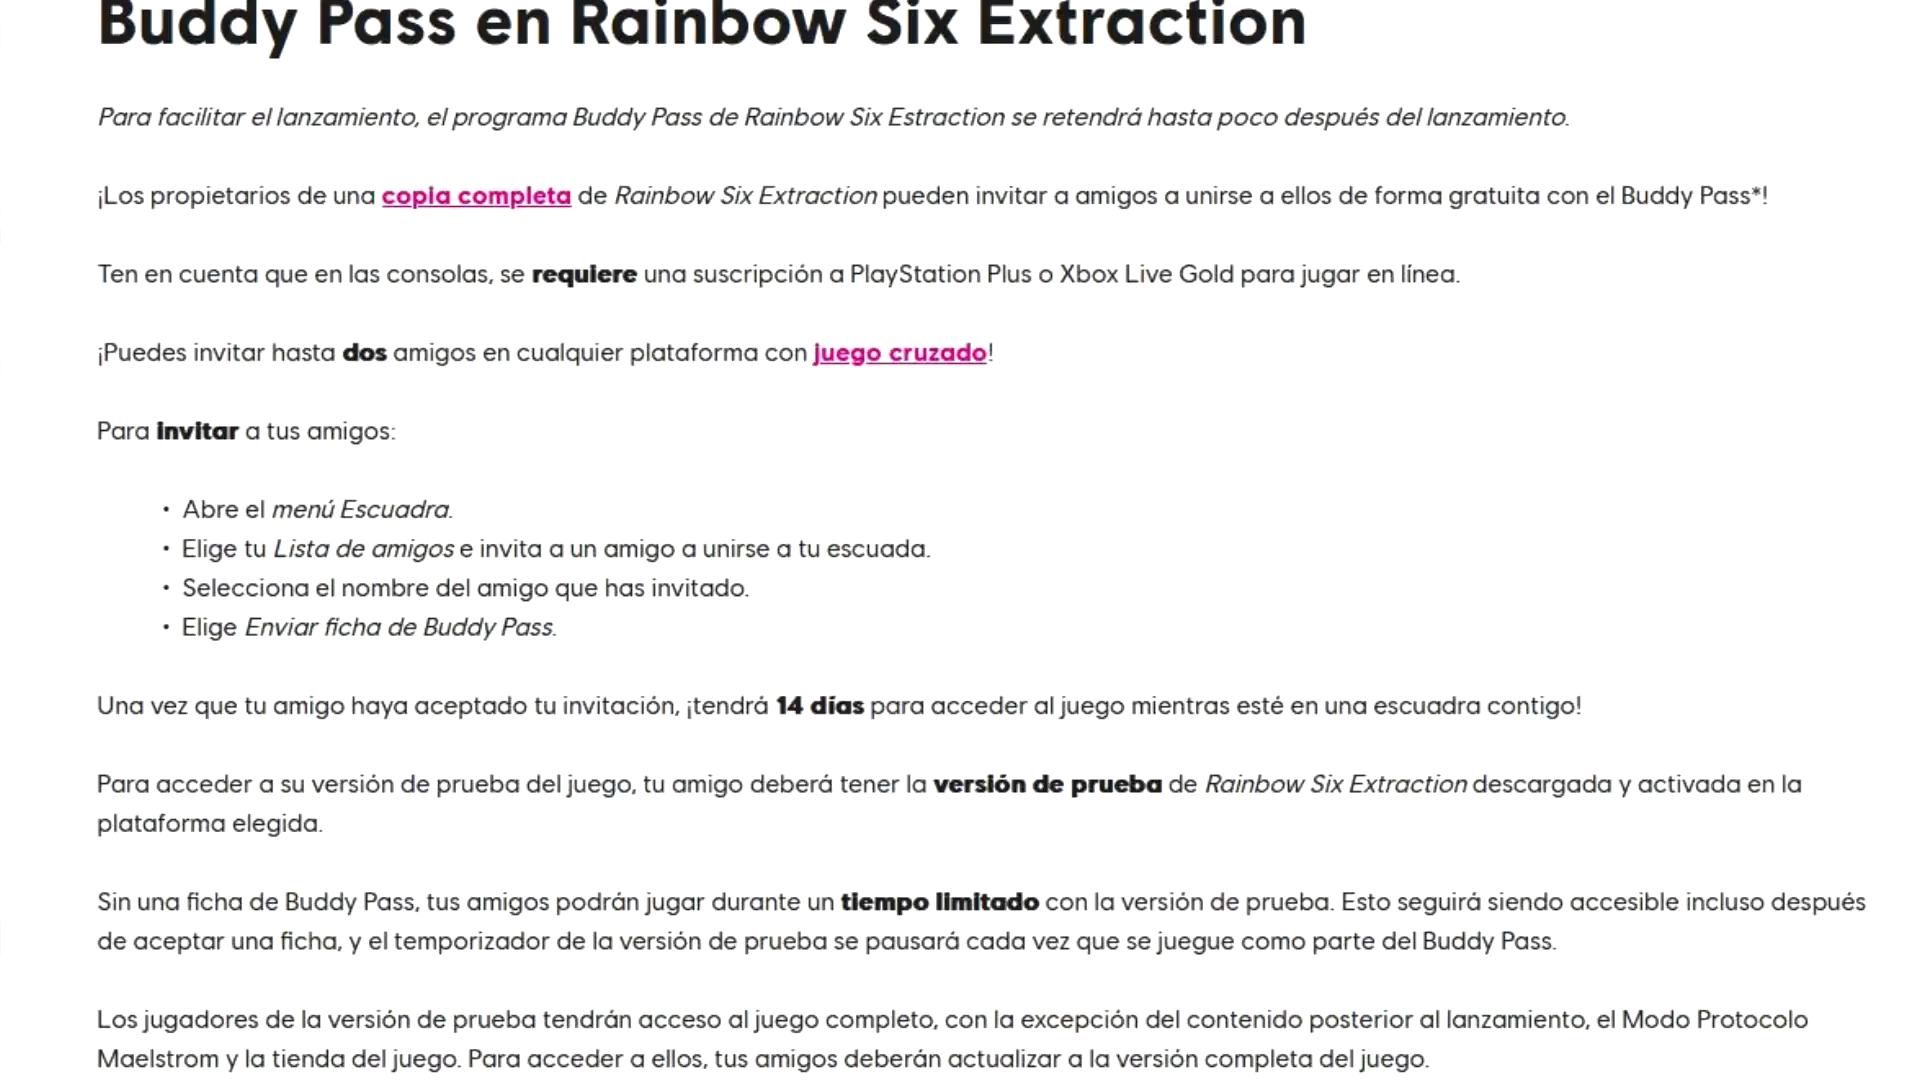 Buddy Pass en Rainbow Six Extraction
Para facilitar el lanzamiento, el programa Buddy Pass de Rainbow Six Estraction se retendrá hasta poco después del lanzamiento.
¡Los propietarios de una copia completa de Rainbow Six Extraction pueden invitar a amigos a unirse a ellos de forma gratuita con el Buddy Pass*!
Ten en cuenta que en las consolas, se requiere una suscripción a PlayStation Plus o Xbox Live Gold para jugar en línea.
¡Puedes invitar hasta dos amigos en cualquier plataforma con juego cruzado!
Para invitar a tus amigos:
• Abre el menú Escuadra.
• Elige tu Lista de amigos e invita a un amigo a unirse a tu escuada.
• Selecciona el nombre del amigo que has invitado.
• Elige Enviar ficha de Buddy Pass.
Una vez que tu amigo haya aceptado tu invitación, ¡tendrá 14 días para acceder al juego mientras esté en una escuadra contigo!
Para acceder a su versión de prueba del juego, tu amigo deberá tener la versión de prueba de Rainbow Six Extraction descargada y activada en la
plataforma elegida.
Sin una ficha de Buddy Pass, tus amigos podrán jugar durante un tiempo limitado con la versión de prueba. Esto seguirá siendo accesible incluso después
de aceptar una ficha, y el temporizador de la versión de prueba se pausará cada vez que se juegue como parte del Buddy Pass.
Los jugadores de la versión de prueba tendrán acceso al juego completo, con la excepción del contenido posterior al lanzamiento, el Modo Protocolo
Maelstrom y la tienda del juego. Para acceder a ellos, tus amigos deberán actualizar a la versión completa del juego.